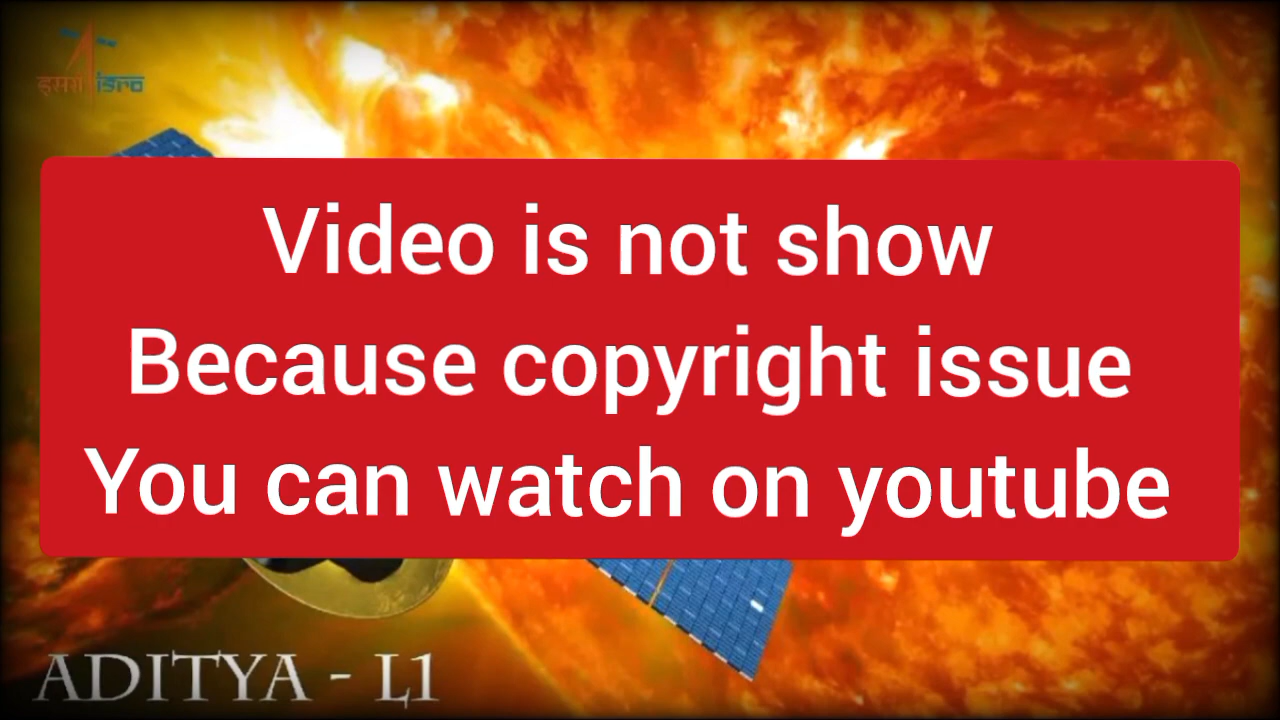 इसरो isro
Video is not show
Because copyright issue
You can watch on youtube
ADITYA - L1